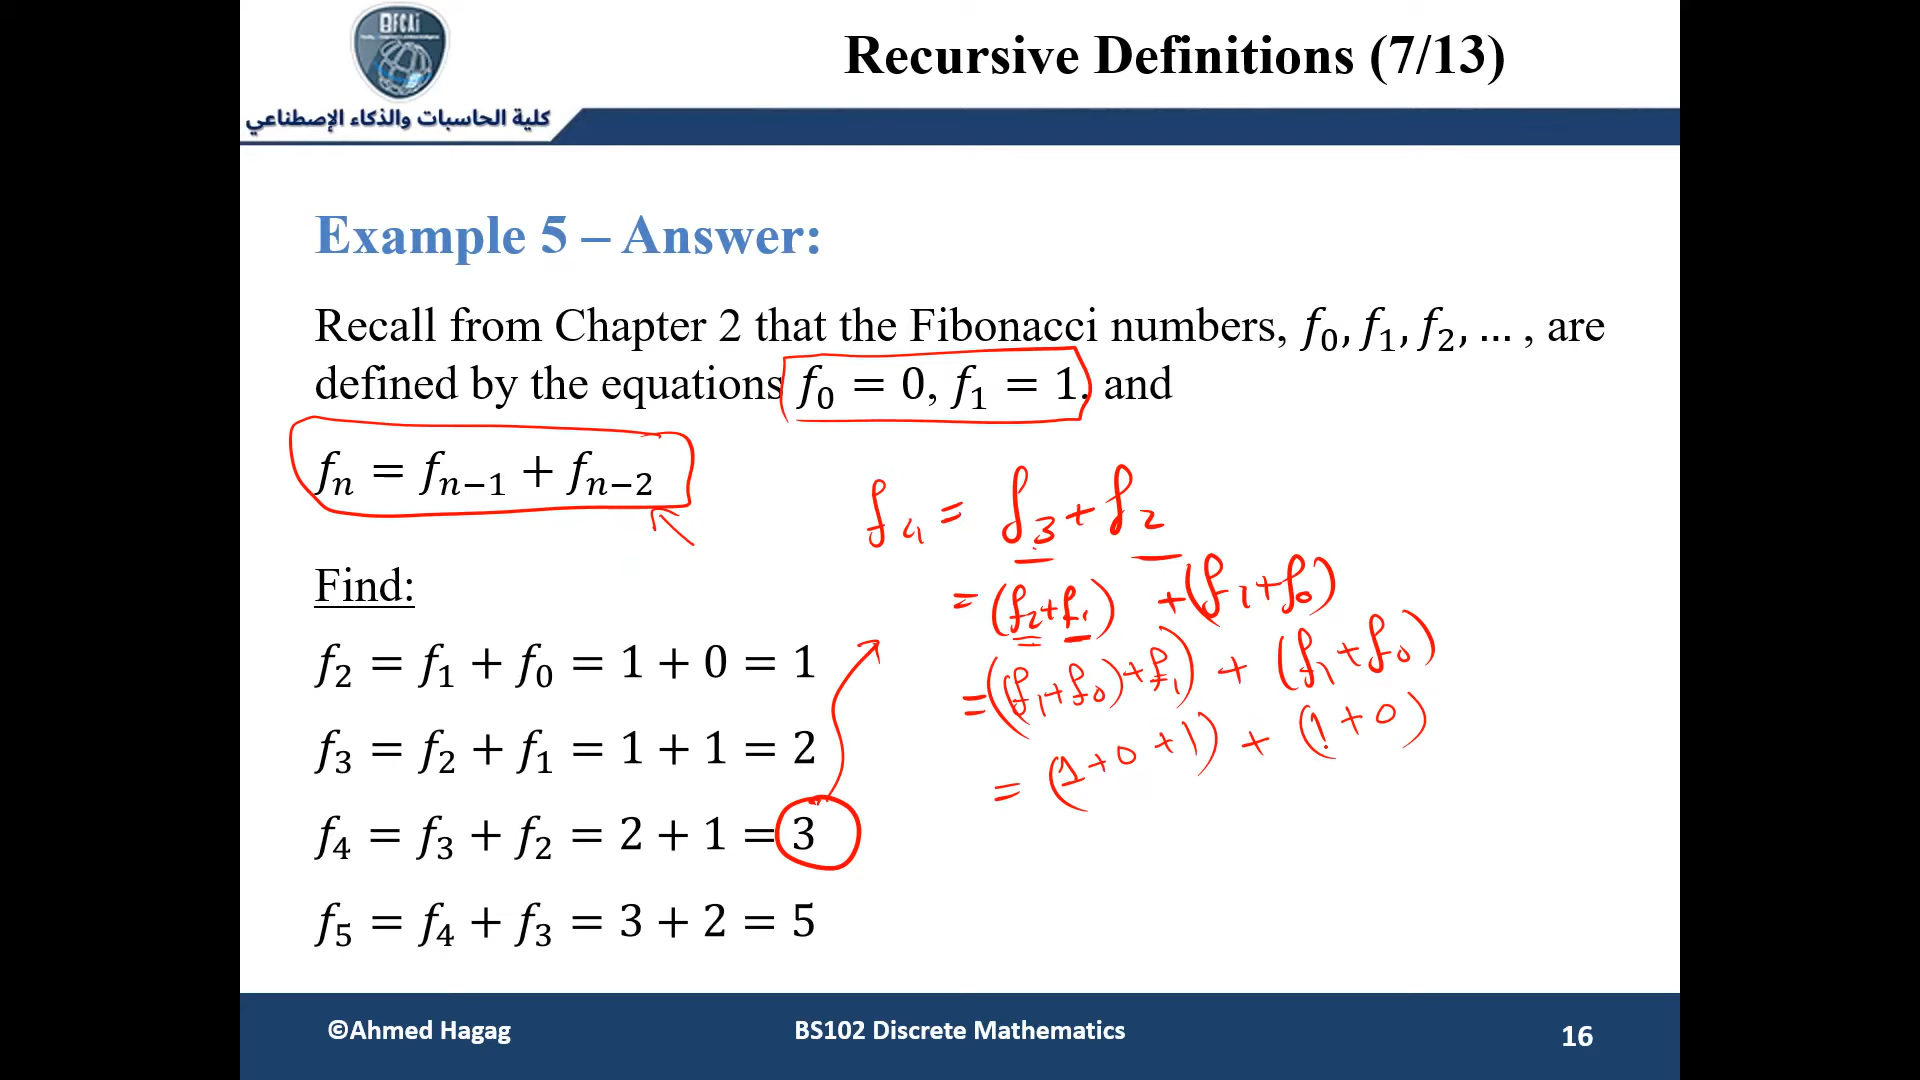 FCAi
Recursive Definitions (7/13)
كلية الحاسبات والذكاء الإصطناعي
Example 5 – Answer:
Recall from Chapter 2 that the Fibonacci numbers, f₀, f₁, f₂, … , are
defined by the equations f₀ = 0, f₁ = 1. and
fₙ = fₙ₋₁ + fₙ₋₂
Find:
f₂ = f₁ + f₀ = 1 + 0 = 1
f₃ = f₂ + f₁ = 1 + 1 = 2
f₄ = f₃ + f₂ = 2 + 1 = 3
f₅ = f₄ + f₃ = 3 + 2 = 5
f₄ = f₃ + f₂
= (f₂ + f₁) + (f₁ + f₀)
= ((f₁ + f₀) + f₁) + (f₁ + f₀)
= (1 + 0 + 1) + (1 + 0)
©Ahmed Hagag
BS102 Discrete Mathematics
16